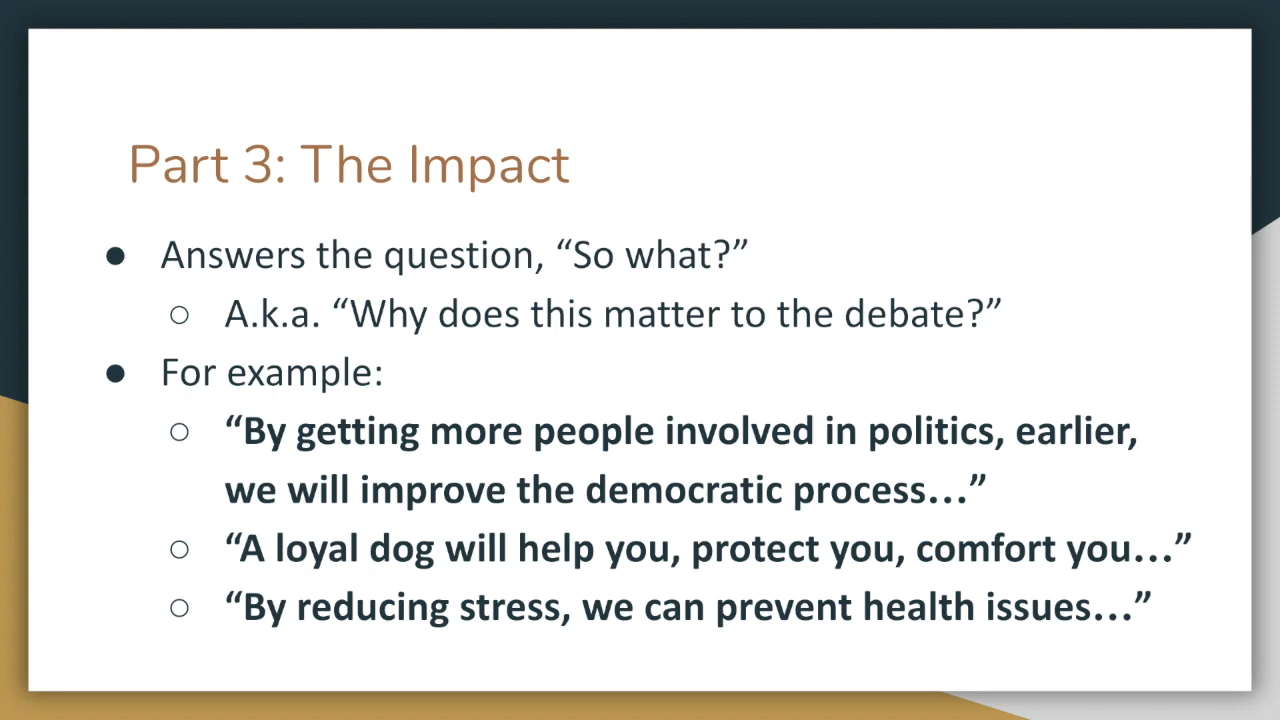 Part 3: The Impact
● Answers the question, “So what?”
○ A.k.a. “Why does this matter to the debate?”
● For example:
○ “By getting more people involved in politics, earlier,
we will improve the democratic process…”
○ “A loyal dog will help you, protect you, comfort you…”
○ “By reducing stress, we can prevent health issues…”